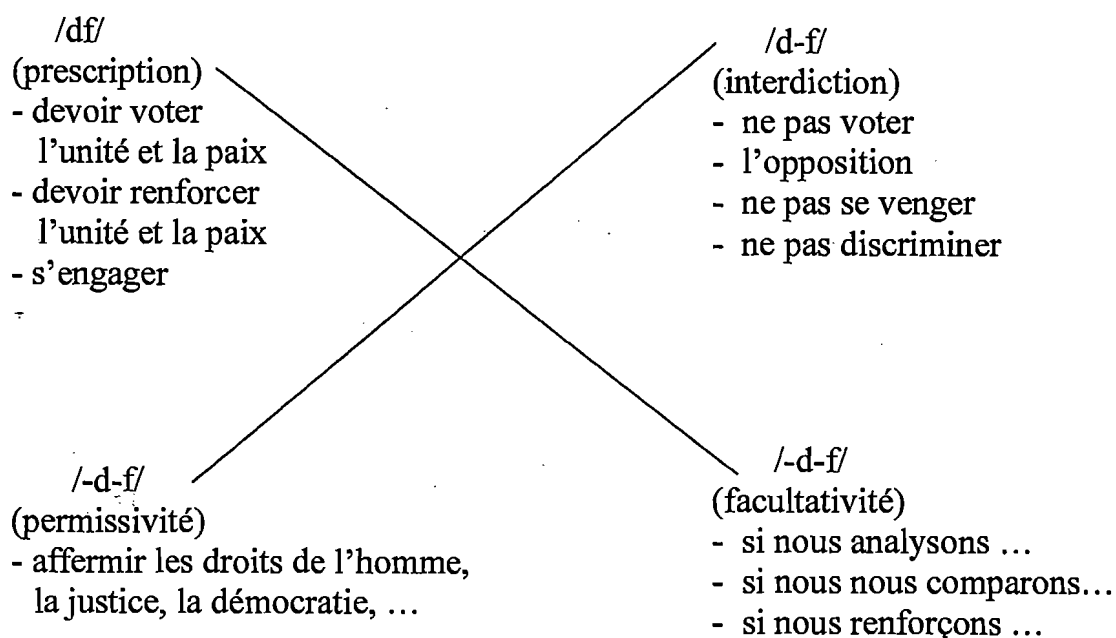 /df/
(prescription)
- devoir voter
l'unité et la paix
- devoir renforcer
l'unité et la paix
- s'engager
-
/d-f/
(interdiction)
- ne pas voter
- l'opposition
- ne pas se venger
- ne pas discriminer
/-d-f/
(permissivité)
- affermir les droits de l'homme,
la justice, la démocratie, ...
/-d-f/
(facultativité)
- si nous analysons ...
- si nous nous comparons...
- si nous renforçons ...